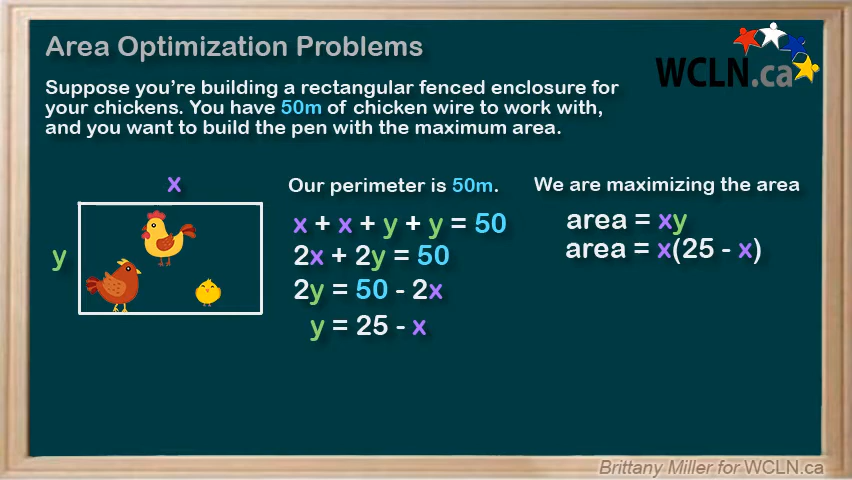 Area Optimization Problems
WCLN.ca
Suppose you're building a rectangular fenced enclosure for
your chickens. You have 50m of chicken wire to work with,
and you want to build the pen with the maximum area.
x
y
Our perimeter is 50m.
x + x + y + y = 50
2x + 2y = 50
2y = 50 - 2x
y = 25 - x
We are maximizing the area
area = xy
area = x(25 - x)
Brittany Miller for WCLN.ca